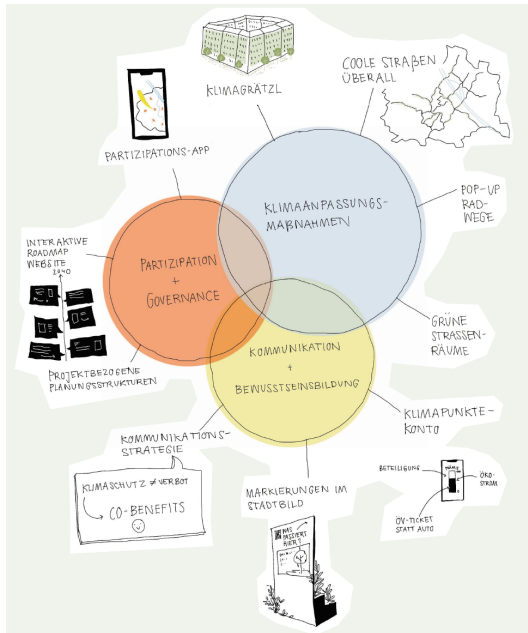 KLIMAGRÄTZL
COOLE STRAßEN
ÜBERALL
PARTIZIPATIONS-APP
KLIMAANPASSUNGS-
MAßNAHMEN
POP-UP
RAD-
WEGE
INTERAKTIVE
ROADMAP
WEBSITE
2040
PARTIZIPATION
+
GOVERNANCE
GRÜNE
STRASSEN-
RÄUME
KOMMUNIKATION
+
BEWUSSTSEINSBILDUNG
PROJEKTBEZOGENE
PLANUNGSSTRUKTUREN
KLIMAPUNKTE-
KONTO
KOMMUNIKATIONS-
STRATEGIE
KLIMASCHUTZ ≠ VERBOT
CO-BENEFITS
MARKIERUNGEN IM
STADTBILD
BETEILIGUNG
ÖKO-
STROM
ÖV-TICKET
STATT AUTO
WAS
PASSIERT
HIER?